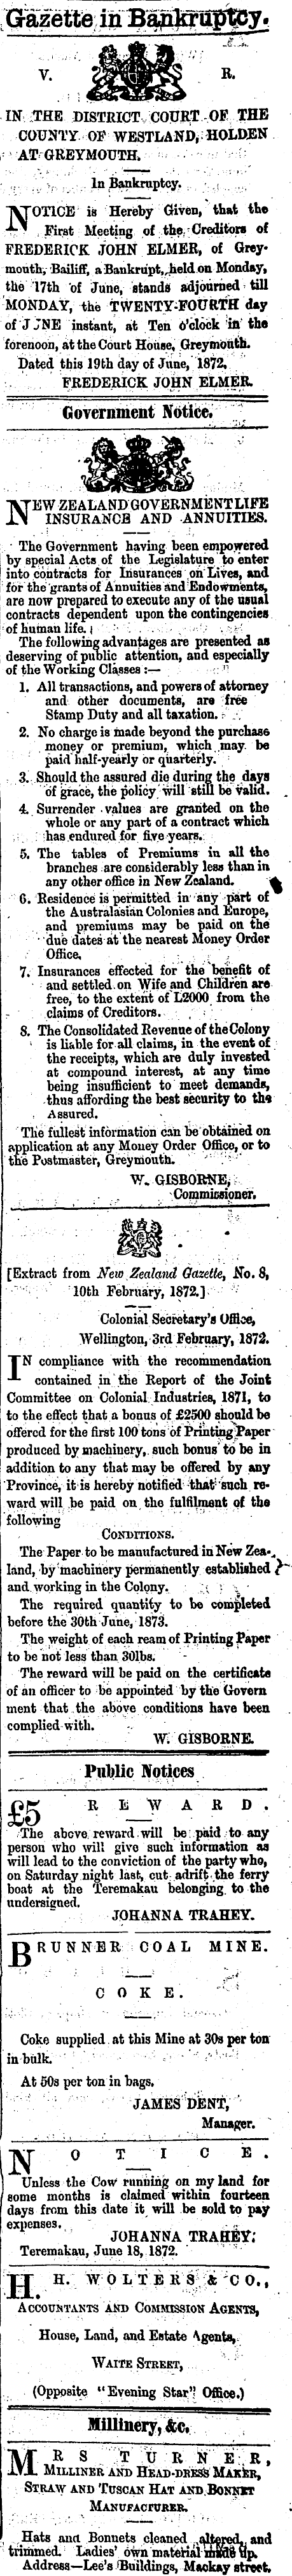 Gazette in Bankruptcy.
V. R.
IN THE DISTRICT COURT OF THE
COUNTY OF WESTLAND, HOLDEN
AT GREYMOUTH.
In Bankruptcy.
NOTICE is Hereby Given, that the
First Meeting of the Creditors of
FREDERICK JOHN ELMER, of Grey-
mouth, Bailiff, a Bankrupt, held on Monday,
the 17th of June, stands adjourned till
MONDAY, the TWENTY-FOURTH day
of JUNE instant, at Ten o'clock in the
forenoon, at the Court House, Greymouth.
Dated this 19th day of June, 1872.
FREDERICK JOHN ELMER.
Government Notice.
NEW ZEALAND GOVERNMENT LIFE
INSURANCE AND ANNUITIES.
The Government having been empowered
by special Acts of the Legislature to enter
into contracts for Insurances on Lives, and
for the grants of Annuities and Endowments,
are now prepared to execute any of the usual
contracts dependent upon the contingencies
of human life.
The following advantages are presented as
deserving of public attention, and especially
of the Working Classes:—
1. All transactions, and powers of attorney
and other documents, are free
Stamp Duty and all taxation.
2. No charge is made beyond the purchase
money or premium, which may be
paid half-yearly or quarterly.
3. Should the assured die during the days
of grace, the policy will still be valid.
4. Surrender values are granted on the
whole or any part of a contract which
has endured for five years.
5. The tables of Premiums in all the
branches are considerably less than in
any other office in New Zealand.
6. Residence is permitted in any part of
the Australasian Colonies and Europe,
and premiums may be paid on the
due dates at the nearest Money Order
Office.
7. Insurances effected for the benefit of
and settled on Wife and Children are
free, to the extent of L2000 from the
claims of Creditors.
8. The Consolidated Revenue of the Colony
is liable for all claims, in the event of
the receipts, which are duly invested
at compound interest, at any time
being insufficient to meet demands,
thus affording the best security to the
Assured.
The fullest information can be obtained on
application at any Money Order Office, or to
the Postmaster, Greymouth.
W. GISBORNE,
Commissioner.
[Extract from New Zealand Gazette, No. 8,
10th February, 1872.]
Colonial Secretary's Office,
Wellington, 3rd February, 1872.
IN compliance with the recommendation
contained in the Report of the Joint
Committee on Colonial Industries, 1871, to
to the effect that a bonus of £2500 should be
offered for the first 100 tons of Printing Paper
produced by machinery, such bonus to be in
addition to any that may be offered by any
Province, it is hereby notified that such re-
ward will be paid on the fulfilment of the
following
CONDITIONS.
The Paper to be manufactured in New Zea-
land, by machinery permanently established
and working in the Colony.
The required quantity to be completed
before the 30th June, 1873.
The weight of each ream of Printing Paper
to be not less than 30lbs.
The reward will be paid on the certificate
of an officer to be appointed by the Govern
ment that the above conditions have been
complied with.
W. GISBORNE.
Public Notices
£5 REWARD.
The above reward will be paid to any
person who will give such information as
will lead to the conviction of the party who,
on Saturday night last, cut adrift the ferry
boat at the Teremakau belonging to the
undersigned.
JOHANNA TRAHEY.
BRUNNER COAL MINE.
COKE.
Coke supplied at this Mine at 30s per ton
in bulk.
At 50s per ton in bags.
JAMES DENT,
Manager.
NOTICE.
Unless the Cow running on my land for
some months is claimed within fourteen
days from this date it will be sold to pay
expenses.
JOHANNA TRAHEY.
Teremakau, June 18, 1872.
H. H. WOLTERS & CO.,
ACCOUNTANTS AND COMMISSION AGENTS,
House, Land, and Estate Agents,
WAITE STREET,
(Opposite "Evening Star" Office.)
Millinery, &c.
MRS TURNER,
MILLINER AND HEAD-DRESS MAKER,
STRAW AND TUSCAN HAT AND BONNET
MANUFACTURER.
Hats and Bonnets cleaned altered, and
trimmed. Ladies' own material made up.
Address—Lee's Buildings, Mackay street.